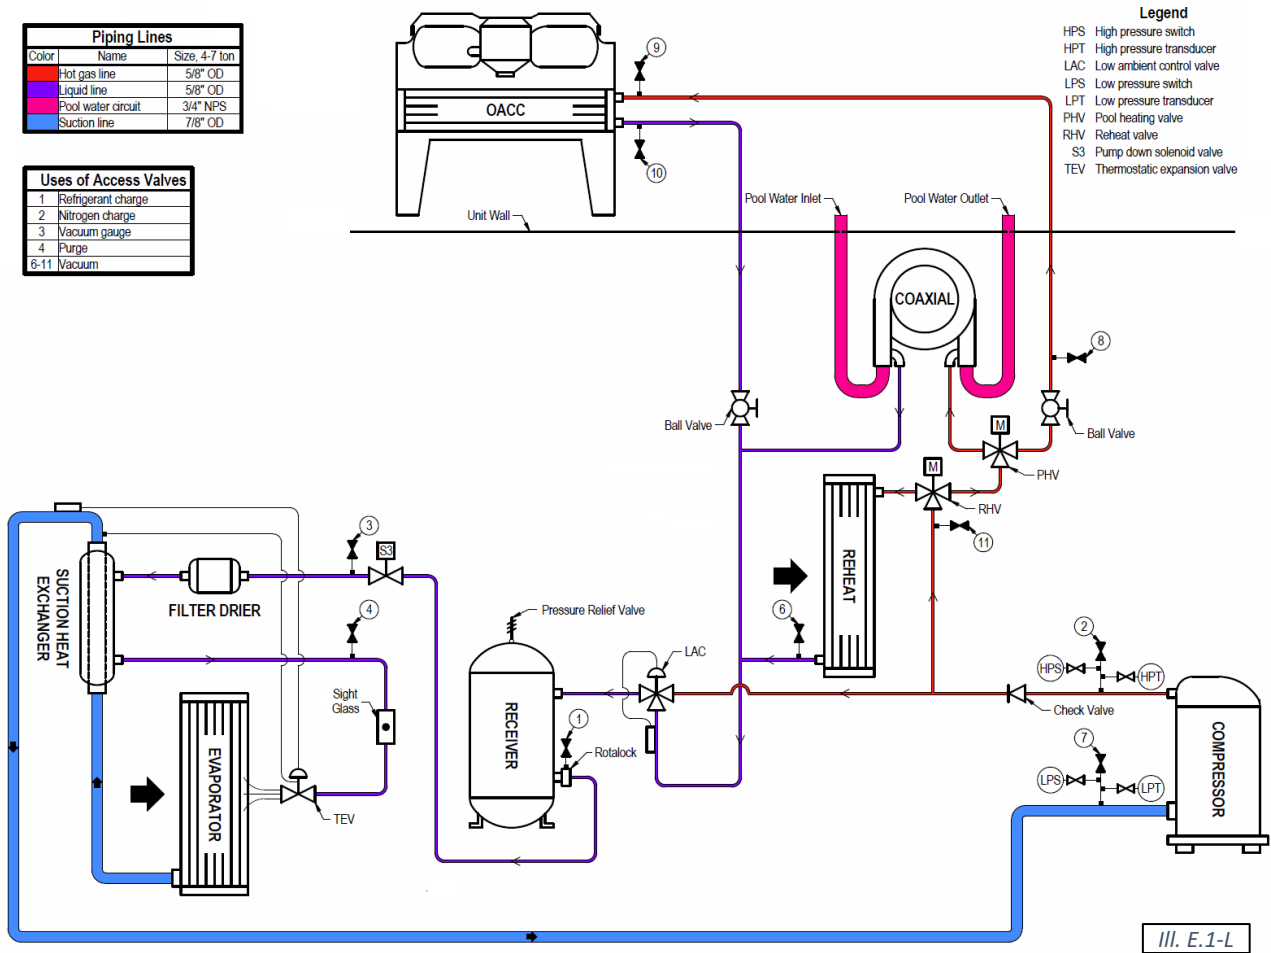 Piping Lines
Color Name Size, 4-7 ton
Hot gas line 5/8" OD
Liquid line 5/8" OD
Pool water circuit 3/4" NPS
Suction line 7/8" OD
Uses of Access Valves
1 Refrigerant charge
2 Nitrogen charge
3 Vacuum gauge
4 Purge
6-11 Vacuum
Legend
HPS High pressure switch
HPT High pressure transducer
LAC Low ambient control valve
LPS Low pressure switch
LPT Low pressure transducer
PHV Pool heating valve
RHV Reheat valve
S3 Pump down solenoid valve
TEV Thermostatic expansion valve
9
OACC
10
Unit Wall
Pool Water Inlet
Pool Water Outlet
COAXIAL
8
Ball Valve
M
Ball Valve
PHV
M
RHV
11
REHEAT
3
S3
SUCTION HEAT
EXCHANGER
FILTER DRIER
4
Pressure Relief Valve
6
2
LAC
HPS
HPT
Sight
Glass
RECEIVER
1
Rotalock
Check Valve
7
COMPRESSOR
LPS
LPT
EVAPORATOR
TEV
Ill. E.1-L